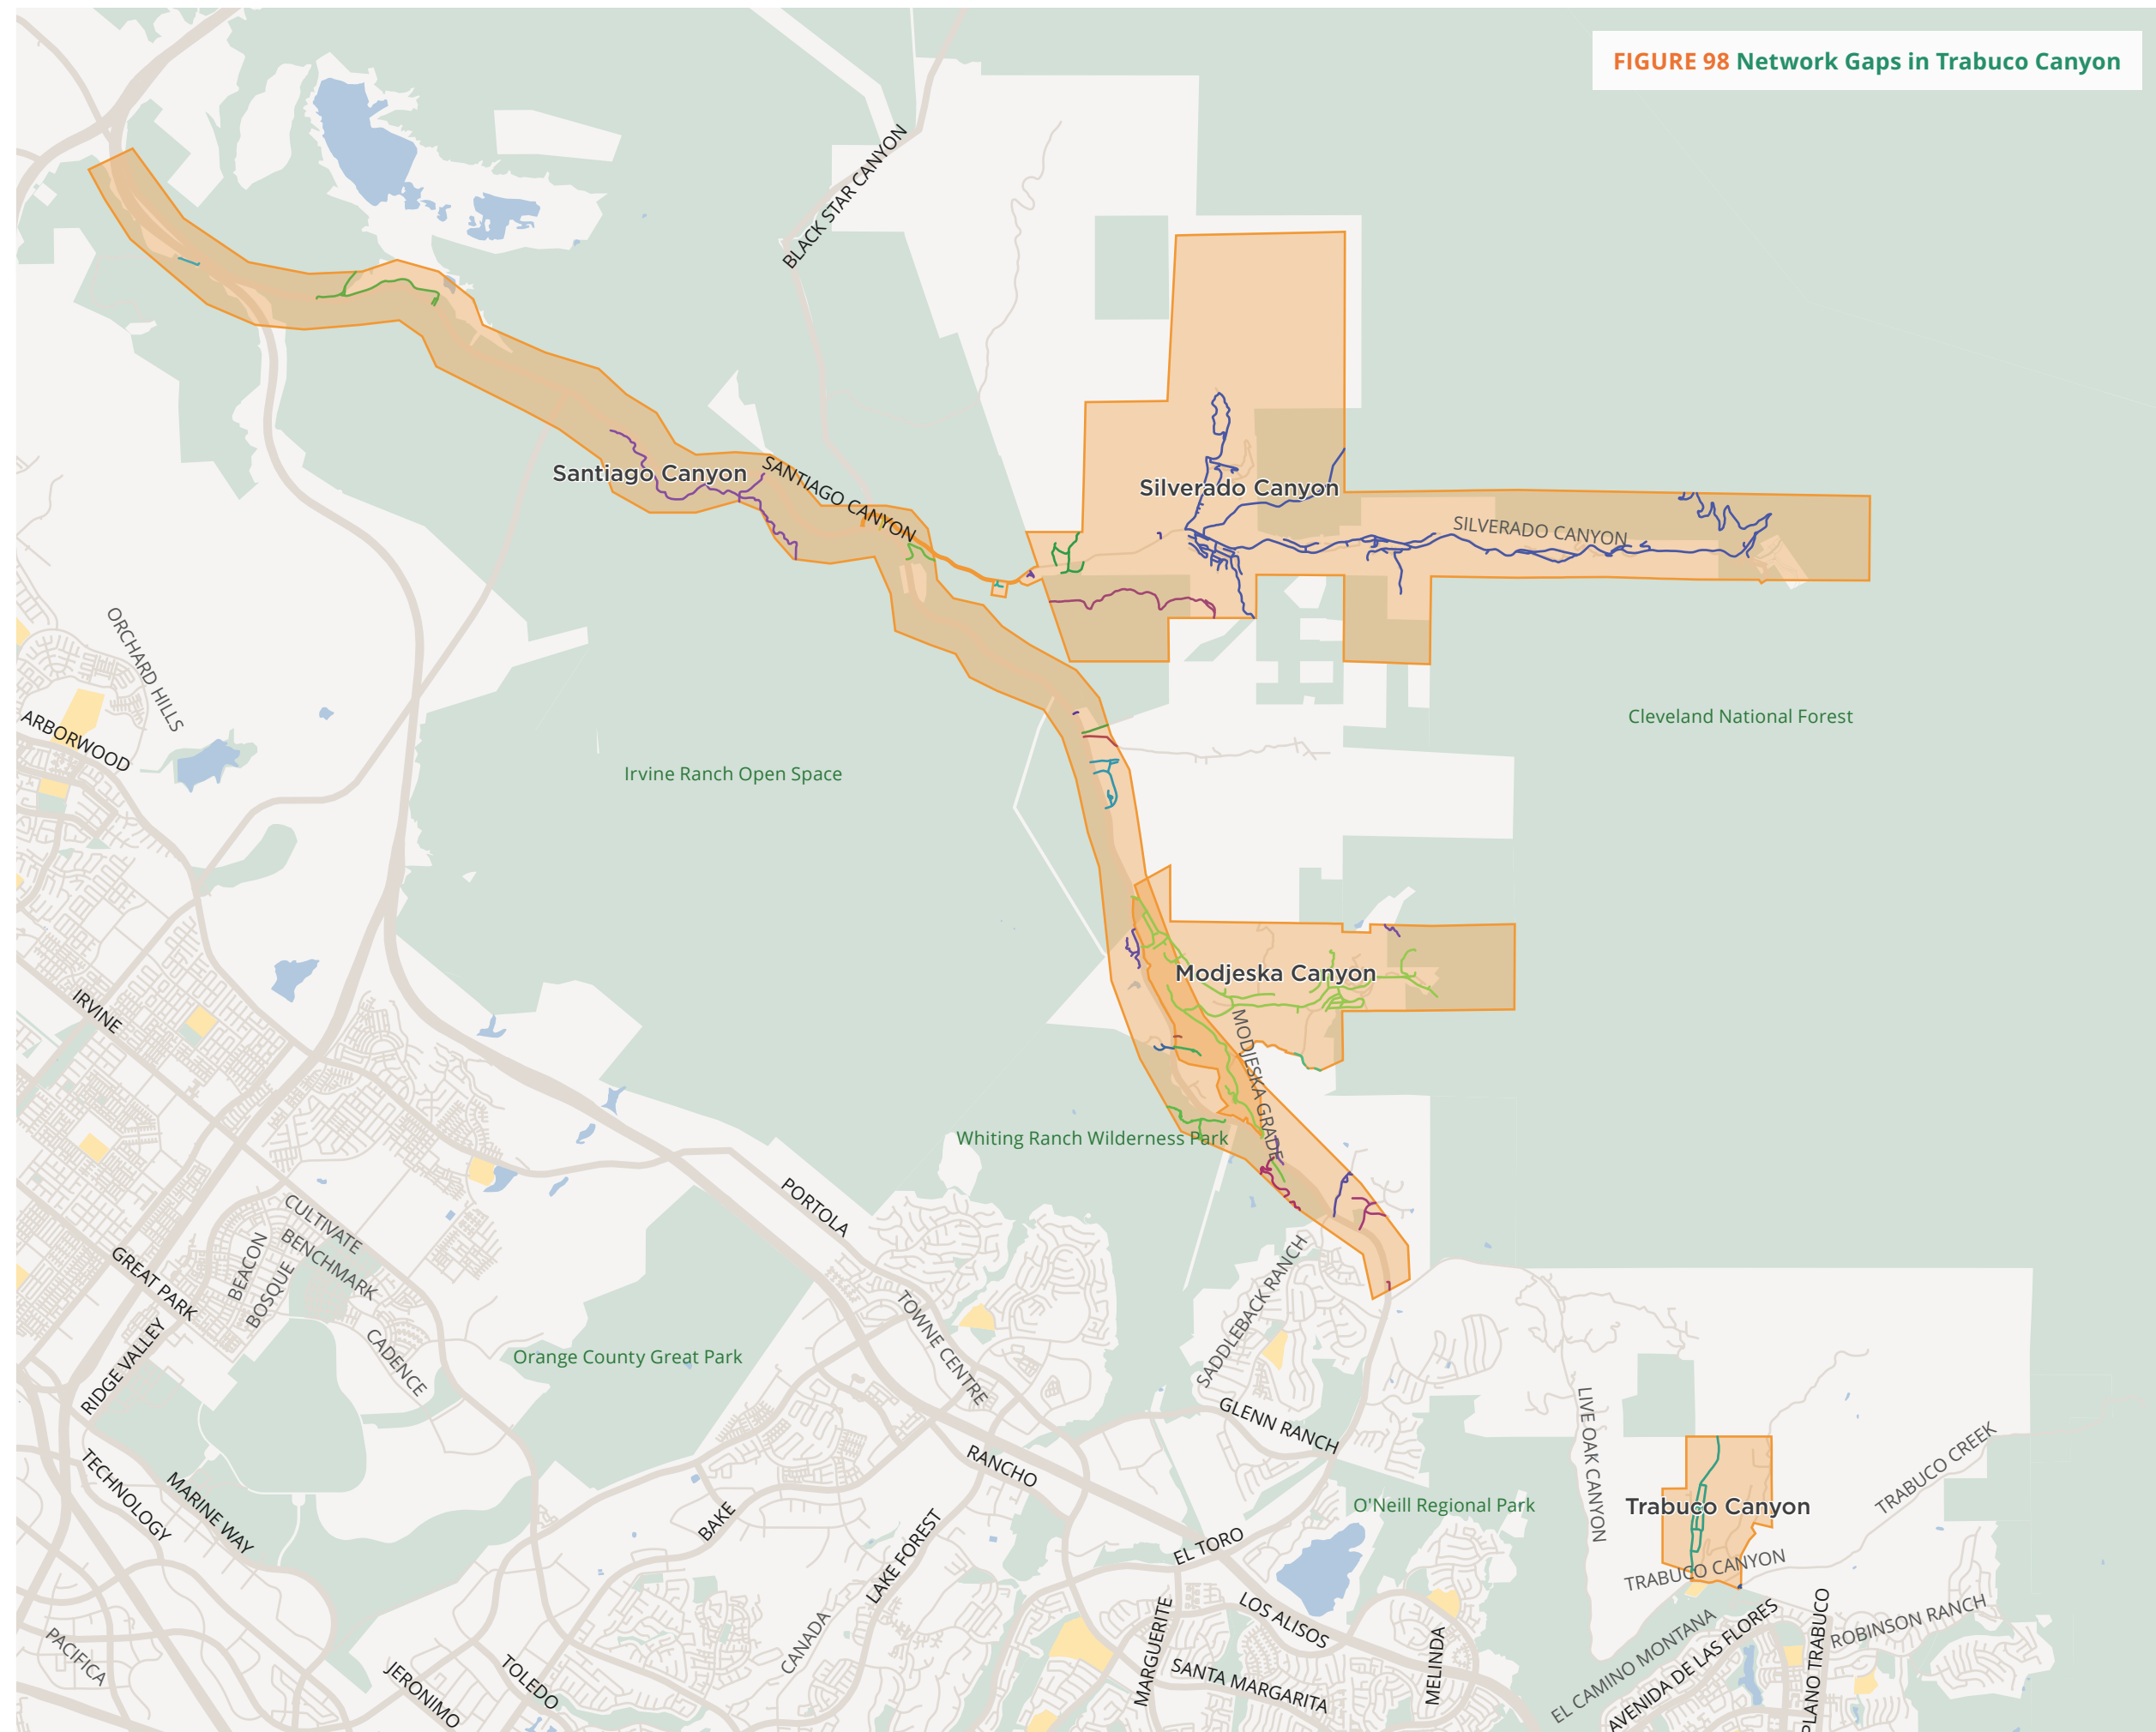 FIGURE 98 Network Gaps in Trabuco Canyon
BLACK STAR CANYON
Santiago Canyon
SANTIAGO CANYON
Silverado Canyon
SILVERADO CANYON
ORCHARD HILLS
ARBORWOOD
Cleveland National Forest
Irvine Ranch Open Space
IRVINE
Modjeska Canyon
MODJESKA GRADE
Whiting Ranch Wilderness Park
PORTOLA
CULTIVATE
BENCHMARK
BEACON
BOSQUE
GREAT PARK
RIDGE VALLEY
CADENCE
Orange County Great Park
TOWNE CENTRE
SADDLEBACK RANCH
GLENN RANCH
LIVE OAK CANYON
RANCHO
TECHNOLOGY
MARINE WAY
BAKE
LAKE FOREST
O'Neill Regional Park
Trabuco Canyon
TRABUCO CREEK
TRABUCO CANYON
EL TORO
LOS ALISOS
PACIFICA
JERONIMO
TOLEDO
CANADA
MARGUERITE
SANTA MARGARITA
MELINDA
EL CAMINO MONTANA
AVENIDA DE LAS FLORES
PLANO TRABUCO
ROBINSON RANCH